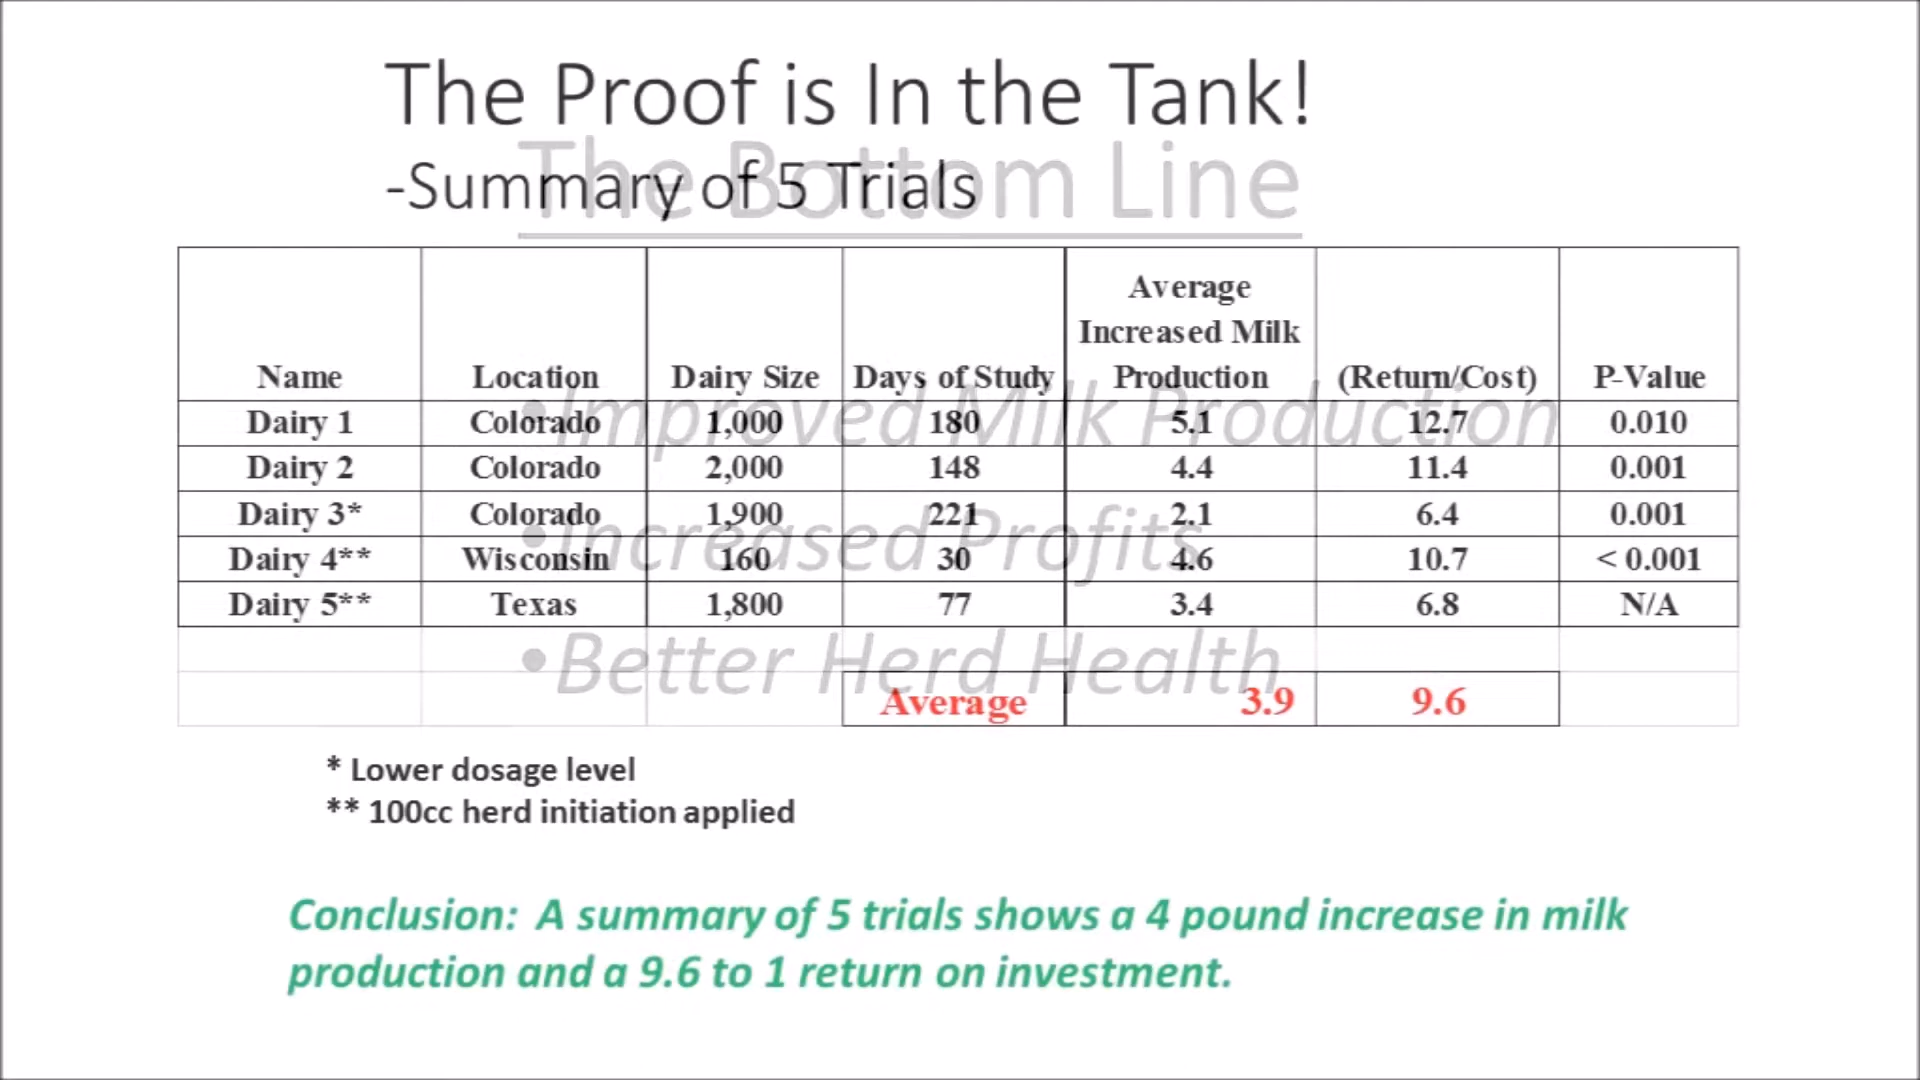 The Proof is In the Tank!
-Summary of 5 Trials
The Bottom Line
Name Location Dairy Size Days of Study Average Increased Milk Production (Return/Cost) P-Value
Dairy 1 Colorado 1,000 180 5.1 12.7 0.010
Dairy 2 Colorado 2,000 148 4.4 11.4 0.001
Dairy 3* Colorado 1,900 221 2.1 6.4 0.001
Dairy 4** Wisconsin 160 30 4.6 10.7 < 0.001
Dairy 5** Texas 1,800 77 3.4 6.8 N/A
Average 3.9 9.6
•Improved Milk Production
•Increased Profits
•Better Herd Health
* Lower dosage level
** 100cc herd initiation applied
Conclusion: A summary of 5 trials shows a 4 pound increase in milk
production and a 9.6 to 1 return on investment.